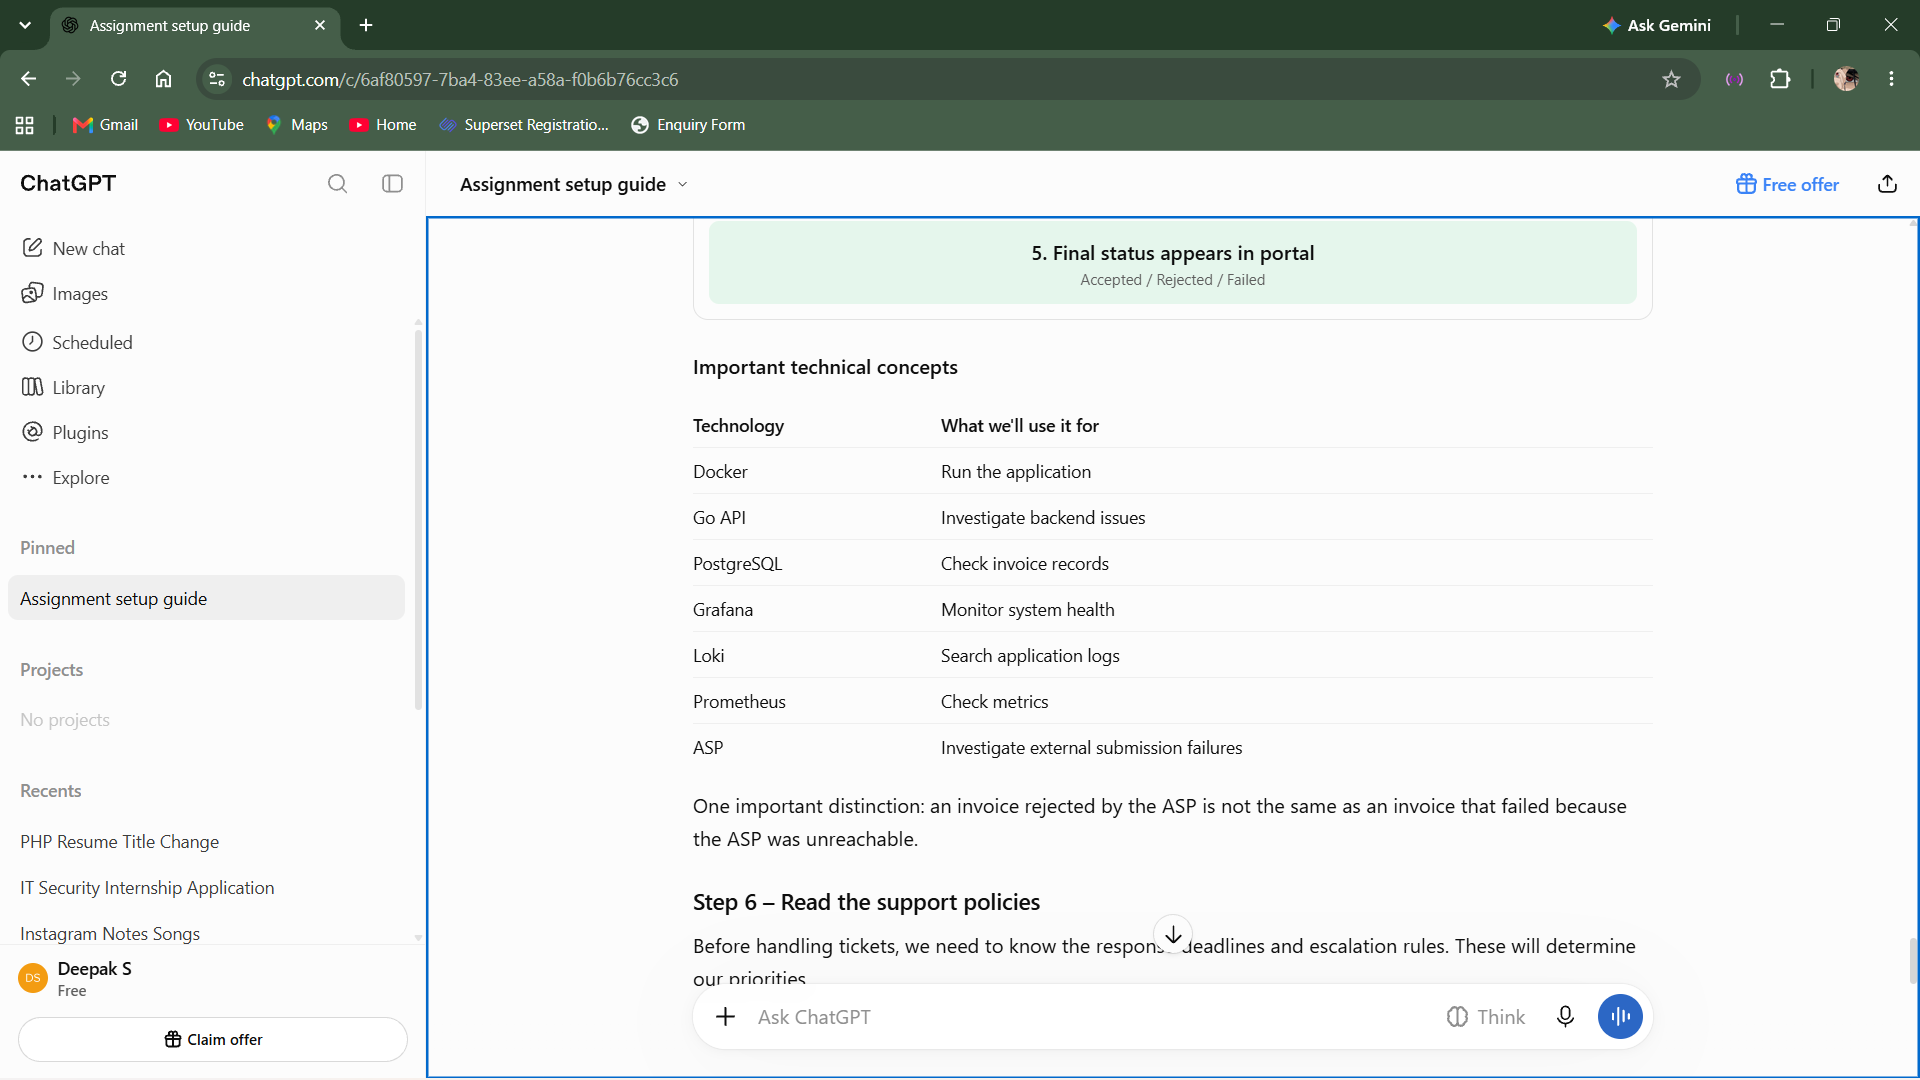 Assignment setup guide
Ask Gemini
chatgpt.com/c/6af80597-7ba4-83ee-a58a-f0b6b76cc3c6
Gmail
YouTube
Maps
Home
Superset Registratio...
Enquiry Form
ChatGPT
New chat
Images
Scheduled
Library
Plugins
Explore
Pinned
Assignment setup guide
Projects
No projects
Recents
PHP Resume Title Change
IT Security Internship Application
Instagram Notes Songs
DS
Deepak S
Free
Claim offer
Assignment setup guide
Free offer
5. Final status appears in portal
Accepted / Rejected / Failed
Important technical concepts
Technology What we'll use it for
Docker Run the application
Go API Investigate backend issues
PostgreSQL Check invoice records
Grafana Monitor system health
Loki Search application logs
Prometheus Check metrics
ASP Investigate external submission failures
One important distinction: an invoice rejected by the ASP is not the same as an invoice that failed because
the ASP was unreachable.
Step 6 – Read the support policies
Before handling tickets, we need to know the respons deadlines and escalation rules. These will determine
our priorities
Ask ChatGPT
Think